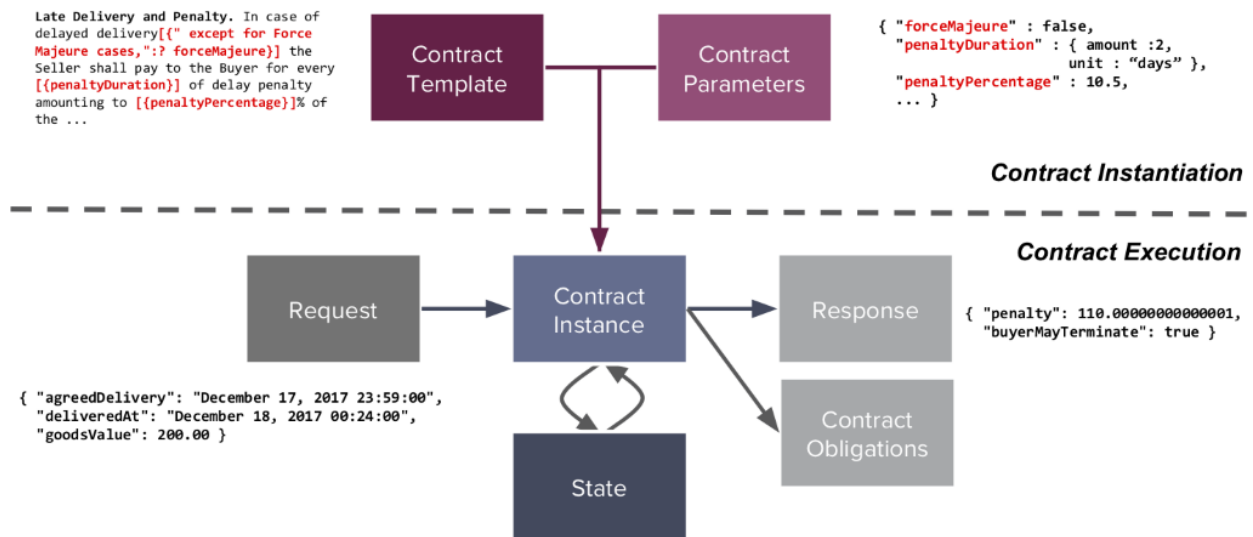 Late Delivery and Penalty. In case of
delayed delivery[{" except for Force
Majeure cases,":? forceMajeure}] the
Seller shall pay to the Buyer for every
[{penaltyDuration}] of delay penalty
amounting to [{penaltyPercentage}]% of
the ...
Contract
Template
Contract
Parameters
{ "forceMajeure" : false,
"penaltyDuration" : { amount :2,
unit : “days” },
"penaltyPercentage" : 10.5,
... }
Contract Instantiation
Contract Execution
Request
Contract
Instance
Response
{ "penalty": 110.00000000000001,
"buyerMayTerminate": true }
{ "agreedDelivery": "December 17, 2017 23:59:00",
"deliveredAt": "December 18, 2017 00:24:00",
"goodsValue": 200.00 }
State
Contract
Obligations